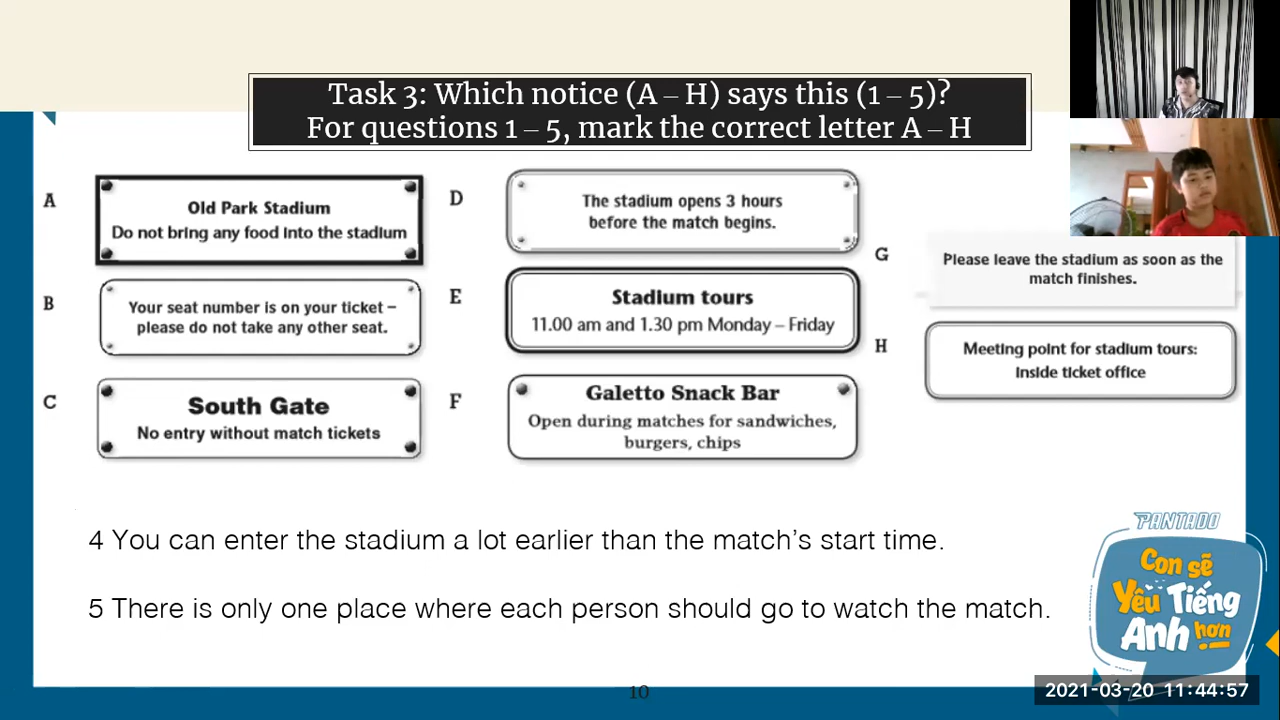 Task 3: Which notice (A – H) says this (1 – 5)?
For questions 1 – 5, mark the correct letter A – H
A
Old Park Stadium
Do not bring any food into the stadium
B
Your seat number is on your ticket –
please do not take any other seat.
C
South Gate
No entry without match tickets
D
The stadium opens 3 hours
before the match begins.
E
Stadium tours
11.00 am and 1.30 pm Monday – Friday
F
Galetto Snack Bar
Open during matches for sandwiches,
burgers, chips
G
Please leave the stadium as soon as the
match finishes.
H
Meeting point for stadium tours:
Inside ticket office
4 You can enter the stadium a lot earlier than the match's start time.
5 There is only one place where each person should go to watch the match.
PANTADO
Con sẽ
Yêu Tiếng
Anh hơn
10
2021-03-20 11:44:57